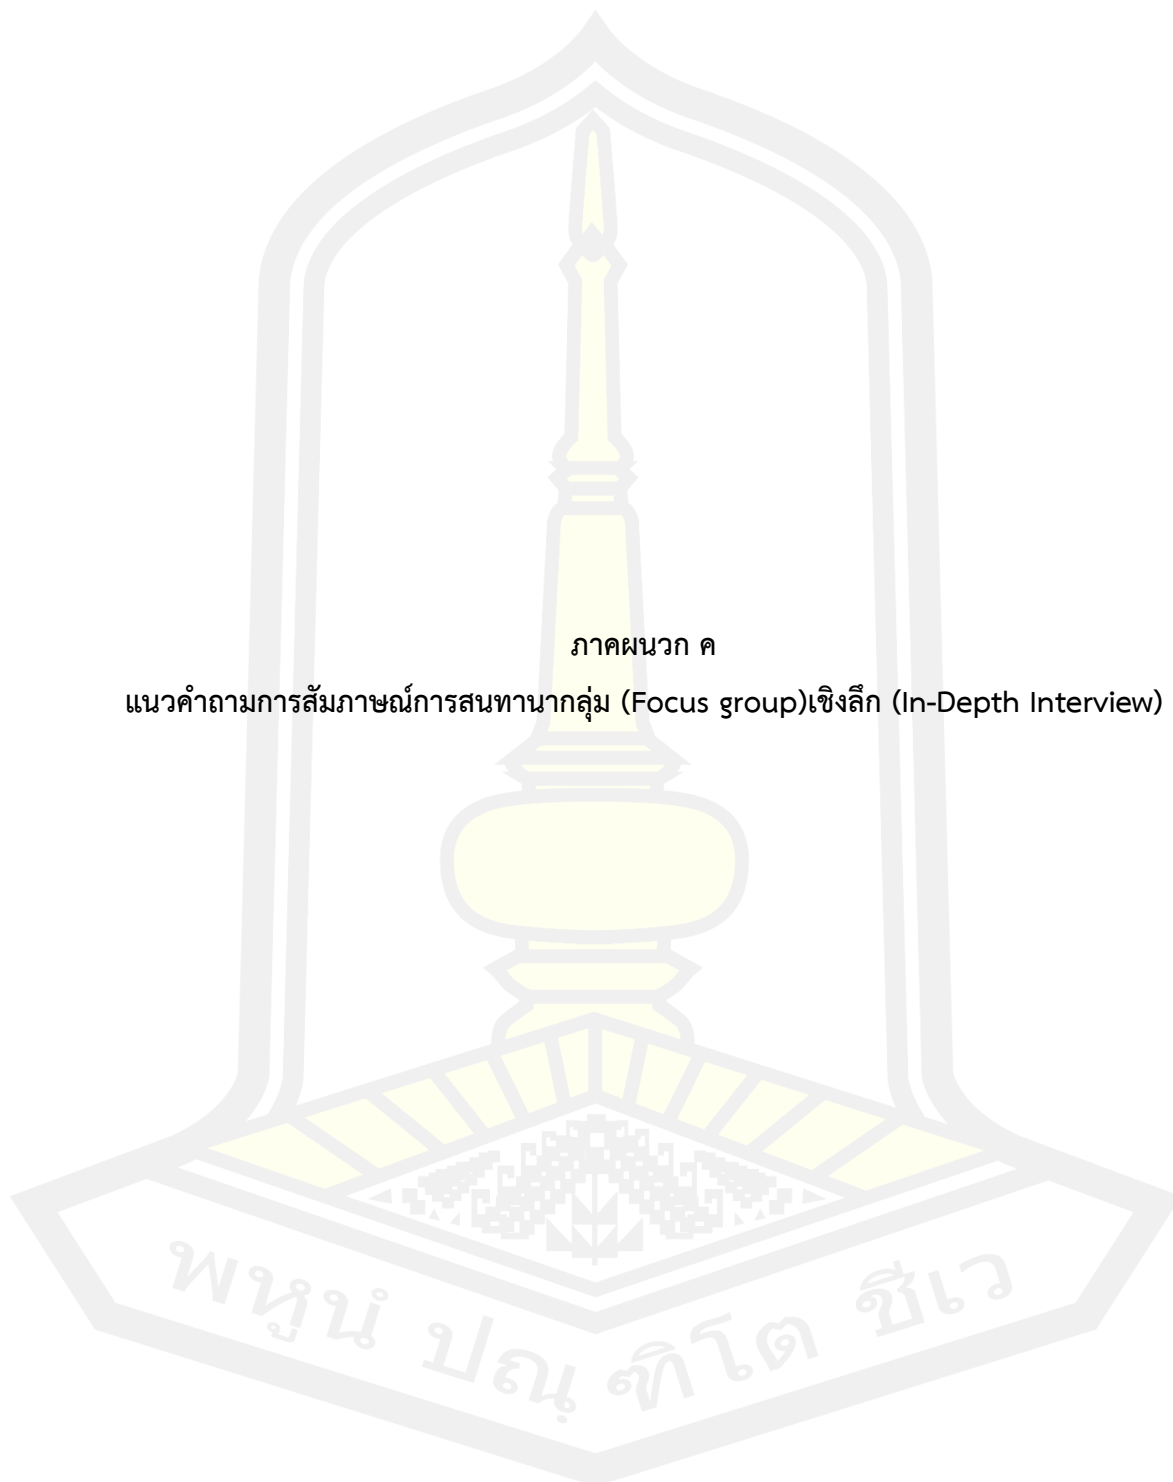 ภาคผนวก ค
แนวคำถามการสัมภาษณ์การสนทานากลุ่ม (Focus group)เชิงลึก (In-Depth Interview)
พหูนํ ปณฺฑิโต ชีเว